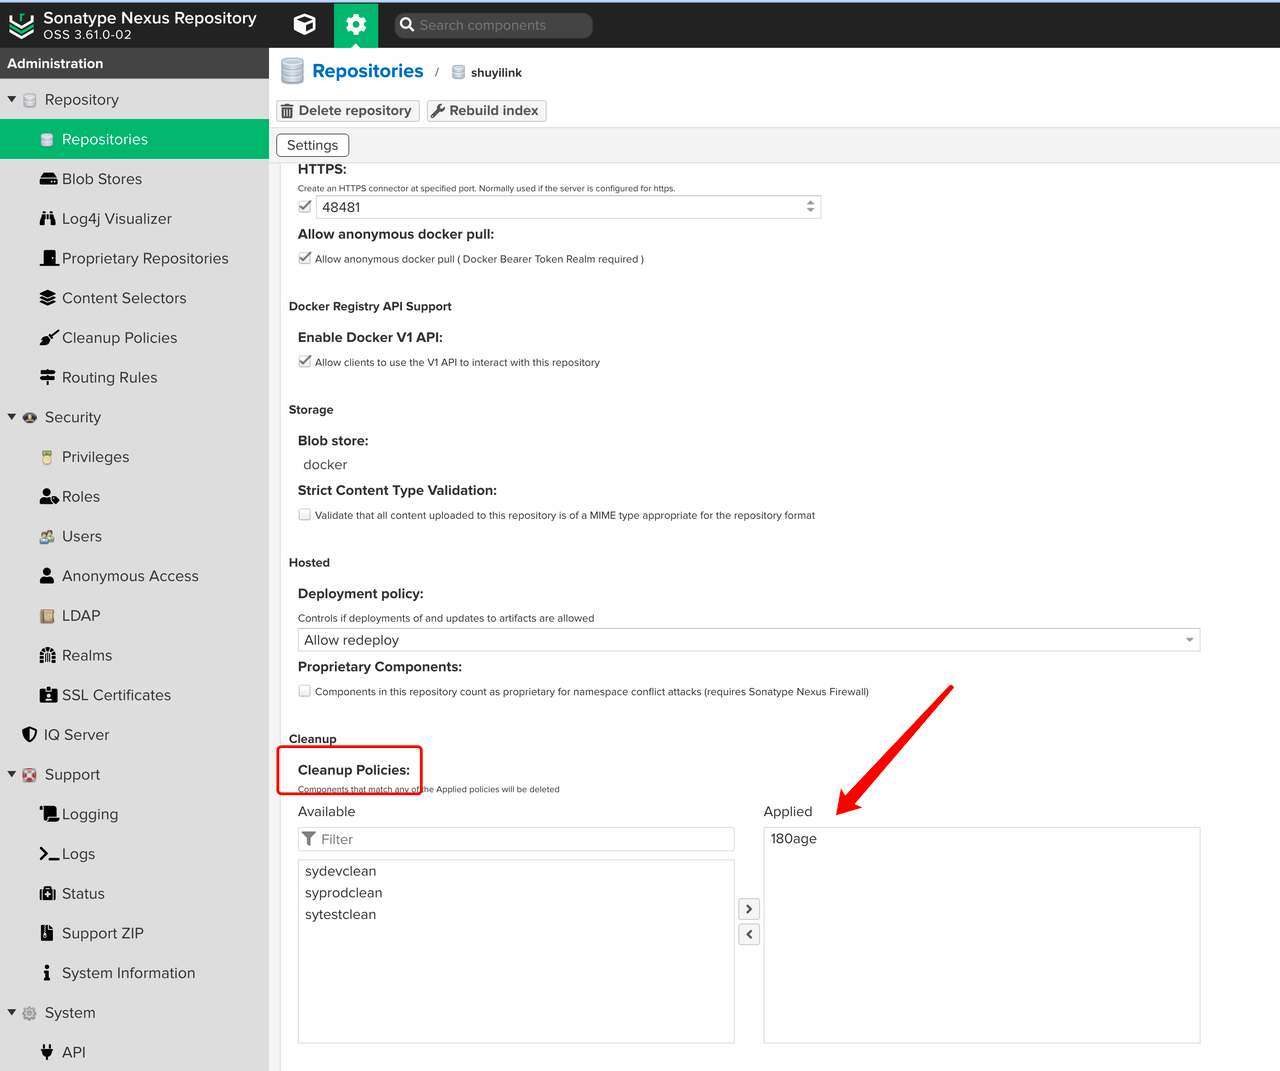 Sonatype Nexus Repository
OSS 3.61.0-02
Search components
Administration
Repository
Repositories
Blob Stores
Log4j Visualizer
Proprietary Repositories
Content Selectors
Cleanup Policies
Routing Rules
Security
Privileges
Roles
Users
Anonymous Access
LDAP
Realms
SSL Certificates
IQ Server
Support
Logging
Logs
Status
Support ZIP
System Information
System
API
Repositories / shuyilink
Delete repository
Rebuild index
Settings
HTTPS:
Create an HTTPS connector at specified port. Normally used if the server is configured for https.
48481
Allow anonymous docker pull:
Allow anonymous docker pull ( Docker Bearer Token Realm required )
Docker Registry API Support
Enable Docker V1 API:
Allow clients to use the V1 API to interact with this repository
Storage
Blob store:
docker
Strict Content Type Validation:
Validate that all content uploaded to this repository is of a MIME type appropriate for the repository format
Hosted
Deployment policy:
Controls if deployments of and updates to artifacts are allowed
Allow redeploy
Proprietary Components:
Components in this repository count as proprietary for namespace conflict attacks (requires Sonatype Nexus Firewall)
Cleanup
Cleanup Policies:
Components that match any of the Applied policies will be deleted
Available
Filter
sydevclean
syprodclean
sytestclean
Applied
180age